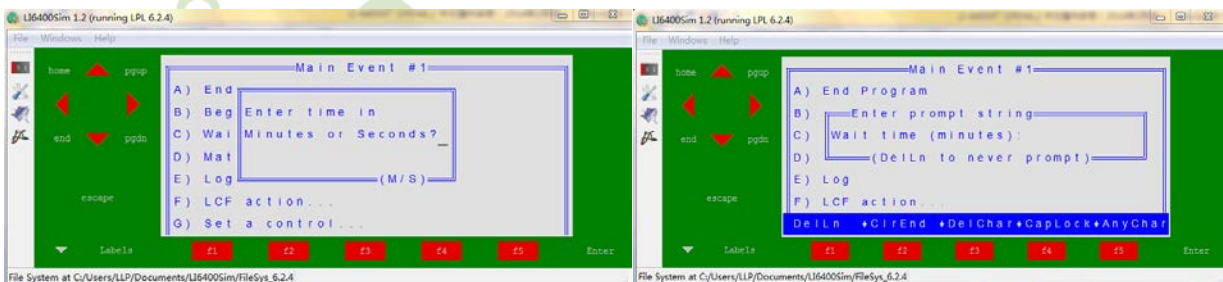 LI6400Sim 1.2 (running LPL 6.2.4)
File Windows Help
home pgup
end pgdn
escape
Labels
Main Event #1
A) End
B) Beg
C) Wai
D) Mat
E) Log
F) LCF action...
G) Set a control...
Enter time in
Minutes or Seconds?_
(M/S)
f1 f2 f3 f4 f5 Enter
File System at C:/Users/LLP/Documents/LI6400Sim/FileSys_6.2.4
LI6400Sim 1.2 (running LPL 6.2.4)
File Windows Help
home pgup
end pgdn
escape
Labels
Main Event #1
A) End Program
B)
C)
D)
E) Log
F) LCF action...
Enter prompt string
Wait time (minutes):
(DelLn to never prompt)
DelLn ♦ClrEnd ♦DelChar♦CapLock♦AnyChar
f1 f2 f3 f4 f5 Enter
File System at C:/Users/LLP/Documents/LI6400Sim/FileSys_6.2.4